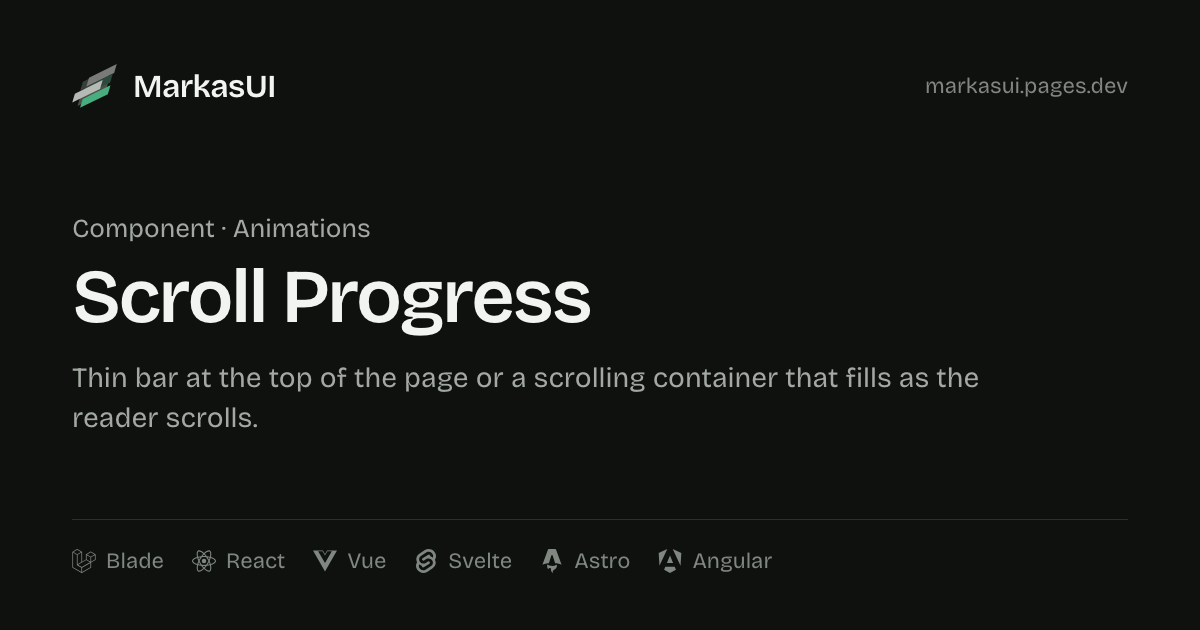 MarkasUI
markasui.pages.dev
Component · Animations
Scroll Progress
Thin bar at the top of the page or a scrolling container that fills as the
reader scrolls.
Blade React Vue Svelte Astro Angular